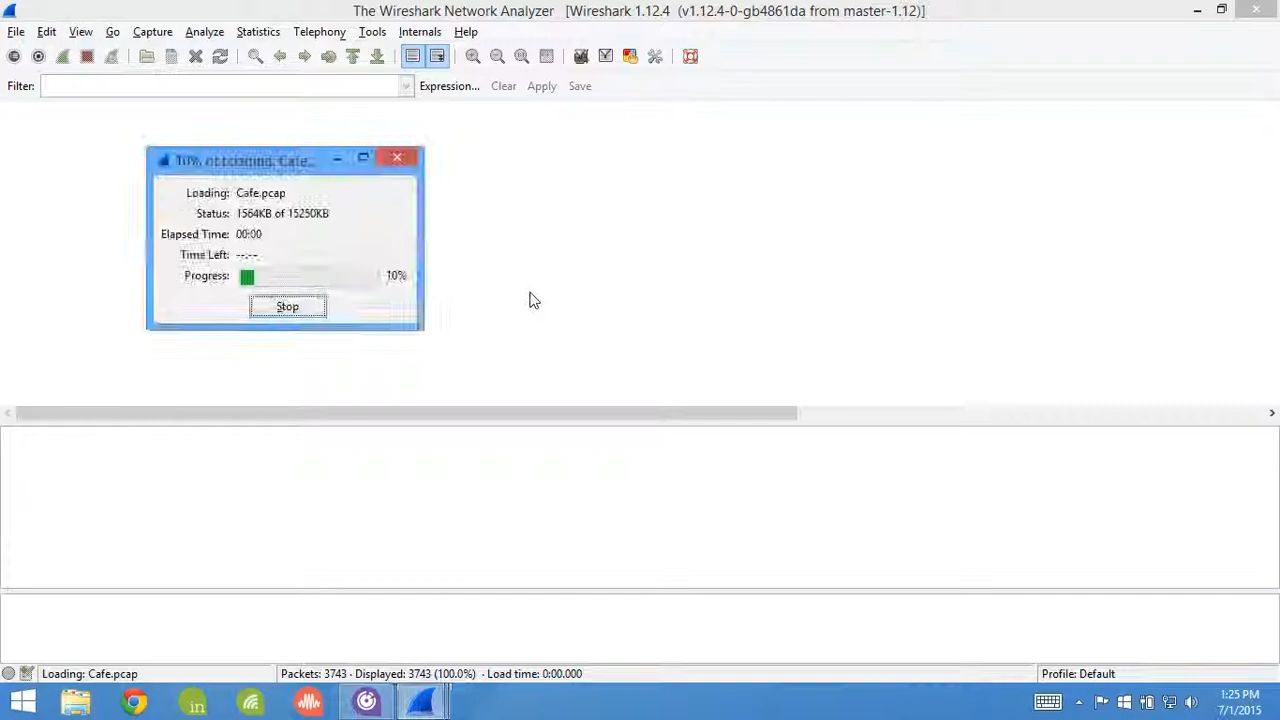 The Wireshark Network Analyzer [Wireshark 1.12.4 (v1.12.4-0-gb4861da from master-1.12)]
File Edit View Go Capture Analyze Statistics Telephony Tools Internals Help
Filter: Expression... Clear Apply Save
10% Cafe...
Loading: Cafe.pcap
Status: 1564KB of 15250KB
Elapsed Time: 00:00
Time Left: --:--
Progress: 10%
Stop
Loading: Cafe.pcap Packets: 3743 · Displayed: 3743 (100.0%) · Load time: 0:00.000 Profile: Default
in
1:25 PM
7/1/2015